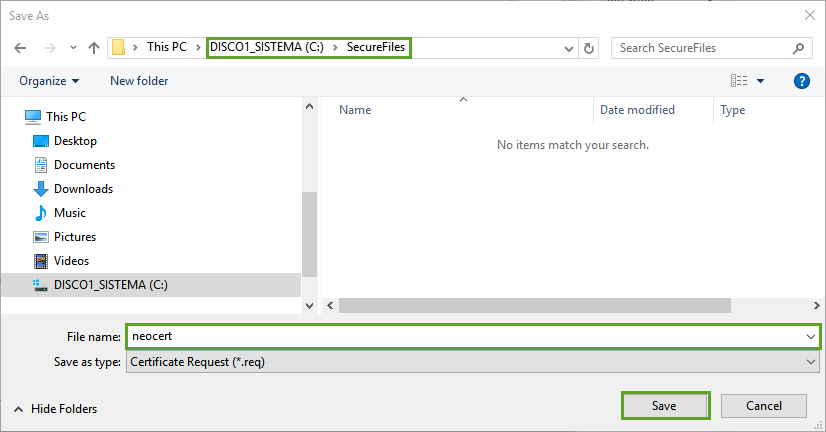 Save As
This PC > DISCO1_SISTEMA (C:) > SecureFiles
Search SecureFiles
Organize
New folder
?
This PC
Desktop
Documents
Downloads
Music
Pictures
Videos
DISCO1_SISTEMA (C:)
Name
Date modified
Type
No items match your search.
File name: neocert
Save as type: Certificate Request (*.req)
Hide Folders
Save
Cancel